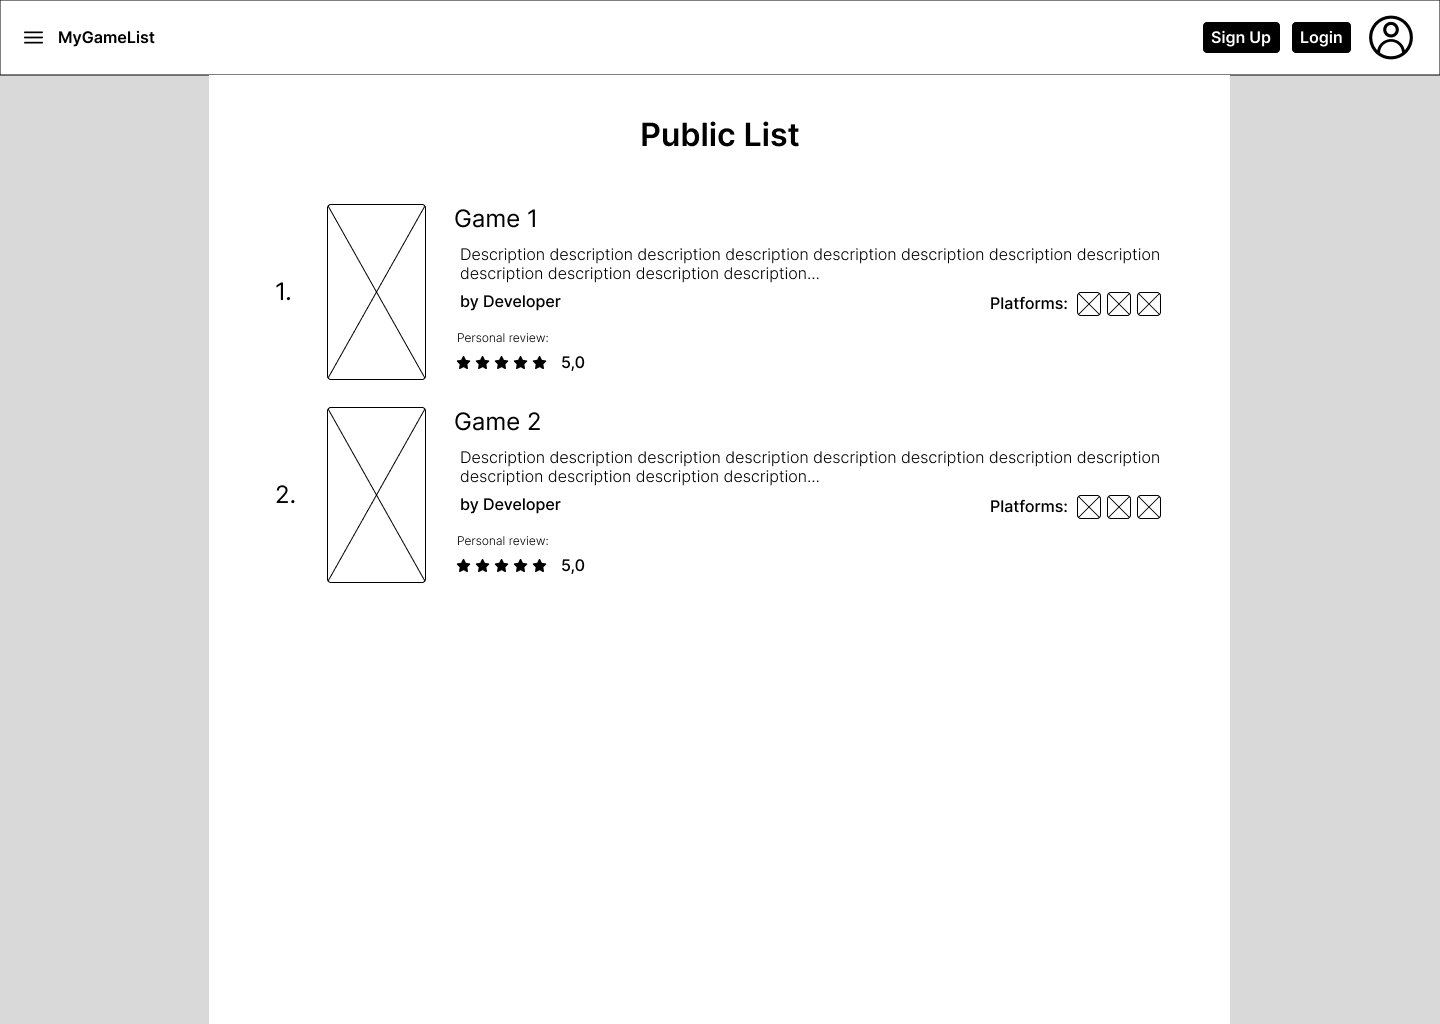 MyGameList
Sign Up
Login
Public List
1.
Game 1
Description description description description description description description description
description description description description...
by Developer
Platforms:
Personal review:
5,0
2.
Game 2
Description description description description description description description description
description description description description...
by Developer
Platforms:
Personal review:
5,0